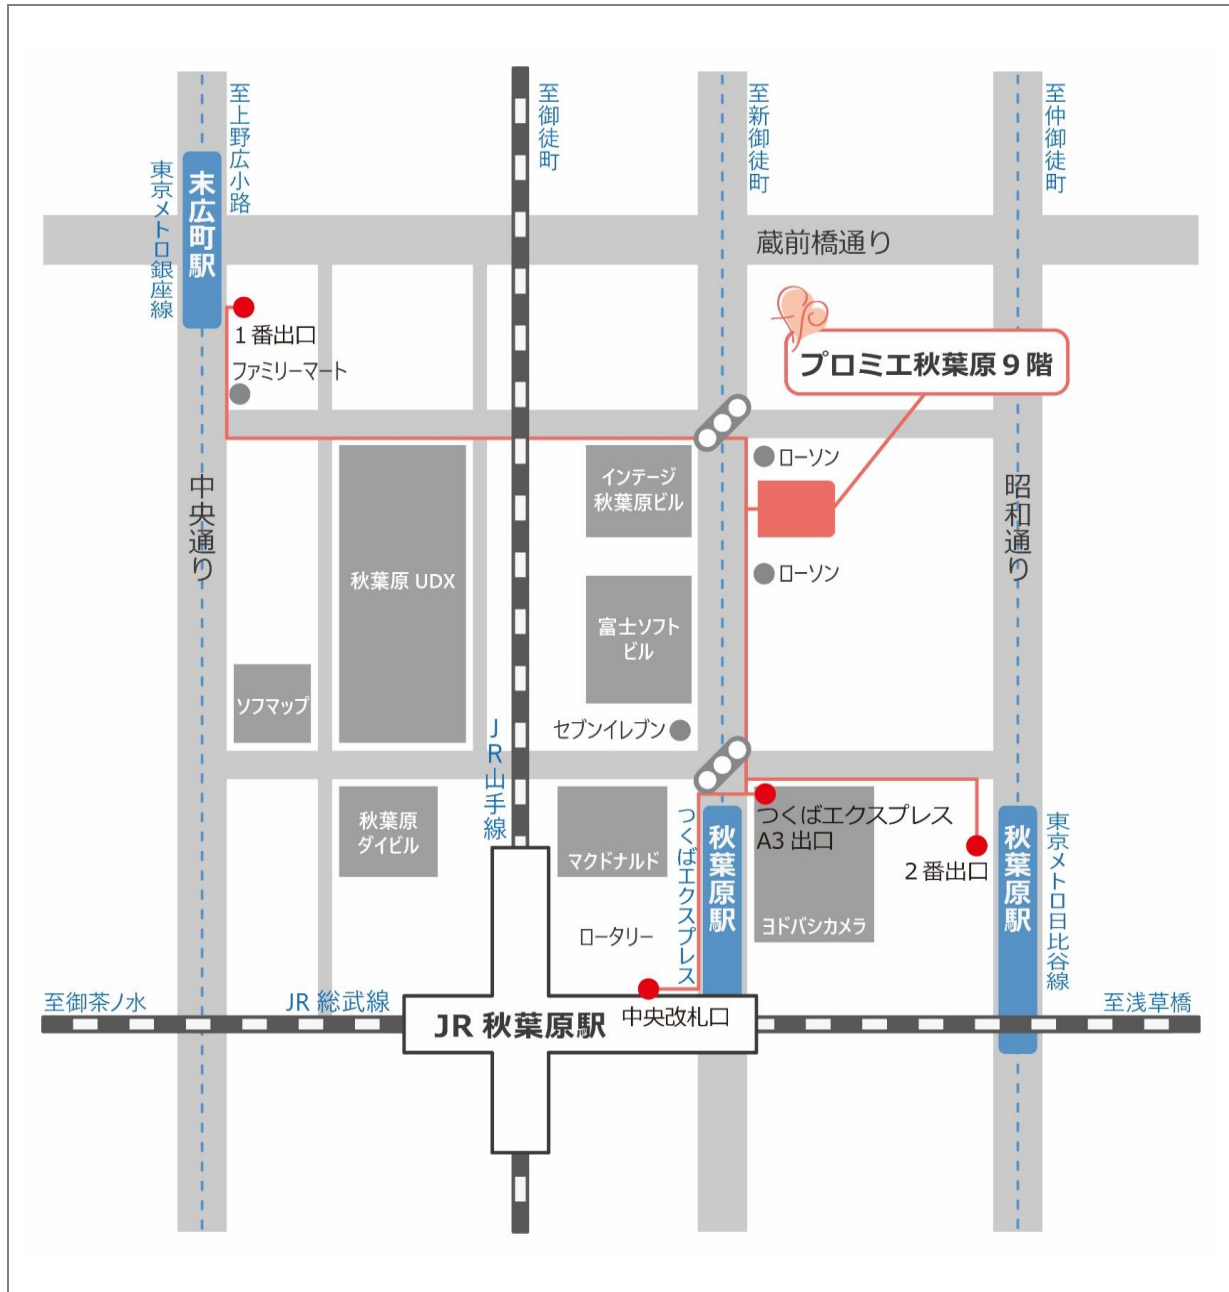 至上野広小路
至御徒町
至新御徒町
至仲御徒町
東京メトロ銀座線
末広町駅
蔵前橋通り
1番出口
ファミリーマート
プロミエ秋葉原9階
中央通り
秋葉原 UDX
インテージ
秋葉原ビル
ローソン
昭和通り
ローソン
富士ソフト
ビル
ソフマップ
セブンイレブン
JR山手線
秋葉原
ダイビル
マクドナルド
つくばエクスプレス
秋葉原駅
つくばエクスプレス
A3出口
2番出口
秋葉原駅
東京メトロ日比谷線
ヨドバシカメラ
ロータリー
至御茶ノ水
JR 総武線
JR 秋葉原駅
中央改札口
至浅草橋